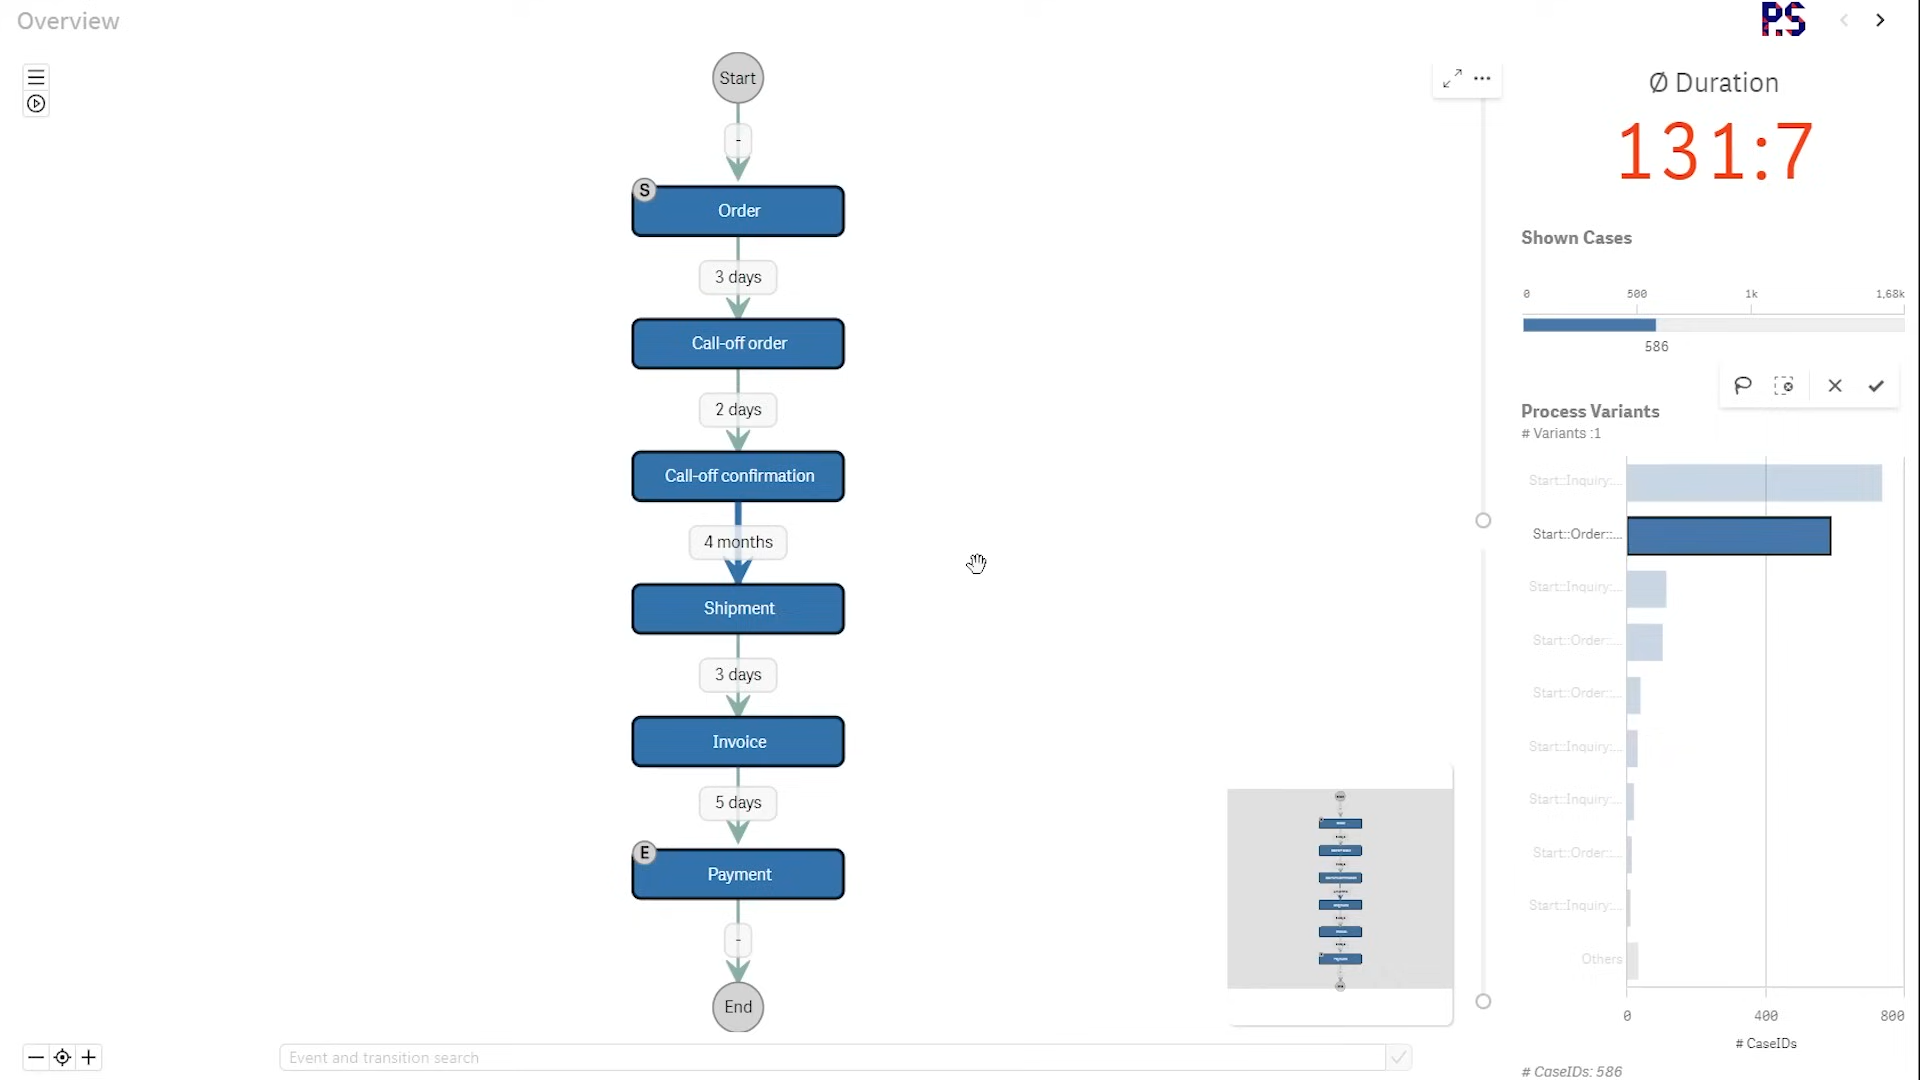 Overview
P.S
Start
-
S
Order
3 days
Call-off order
2 days
Call-off confirmation
4 months
Shipment
3 days
Invoice
5 days
E
Payment
-
End
Event and transition search
Ø Duration
131:7
Shown Cases
0 500 1k 1,68k
586
Process Variants
# Variants :1
Start::Inquiry:...
Start::Order::...
Start::Inquiry:...
Start::Order::...
Start::Order::...
Start::Inquiry:...
Start::Inquiry:...
Start::Order::...
Start::Inquiry:...
Others
0 400 800
# CaseIDs
# CaseIDs: 586